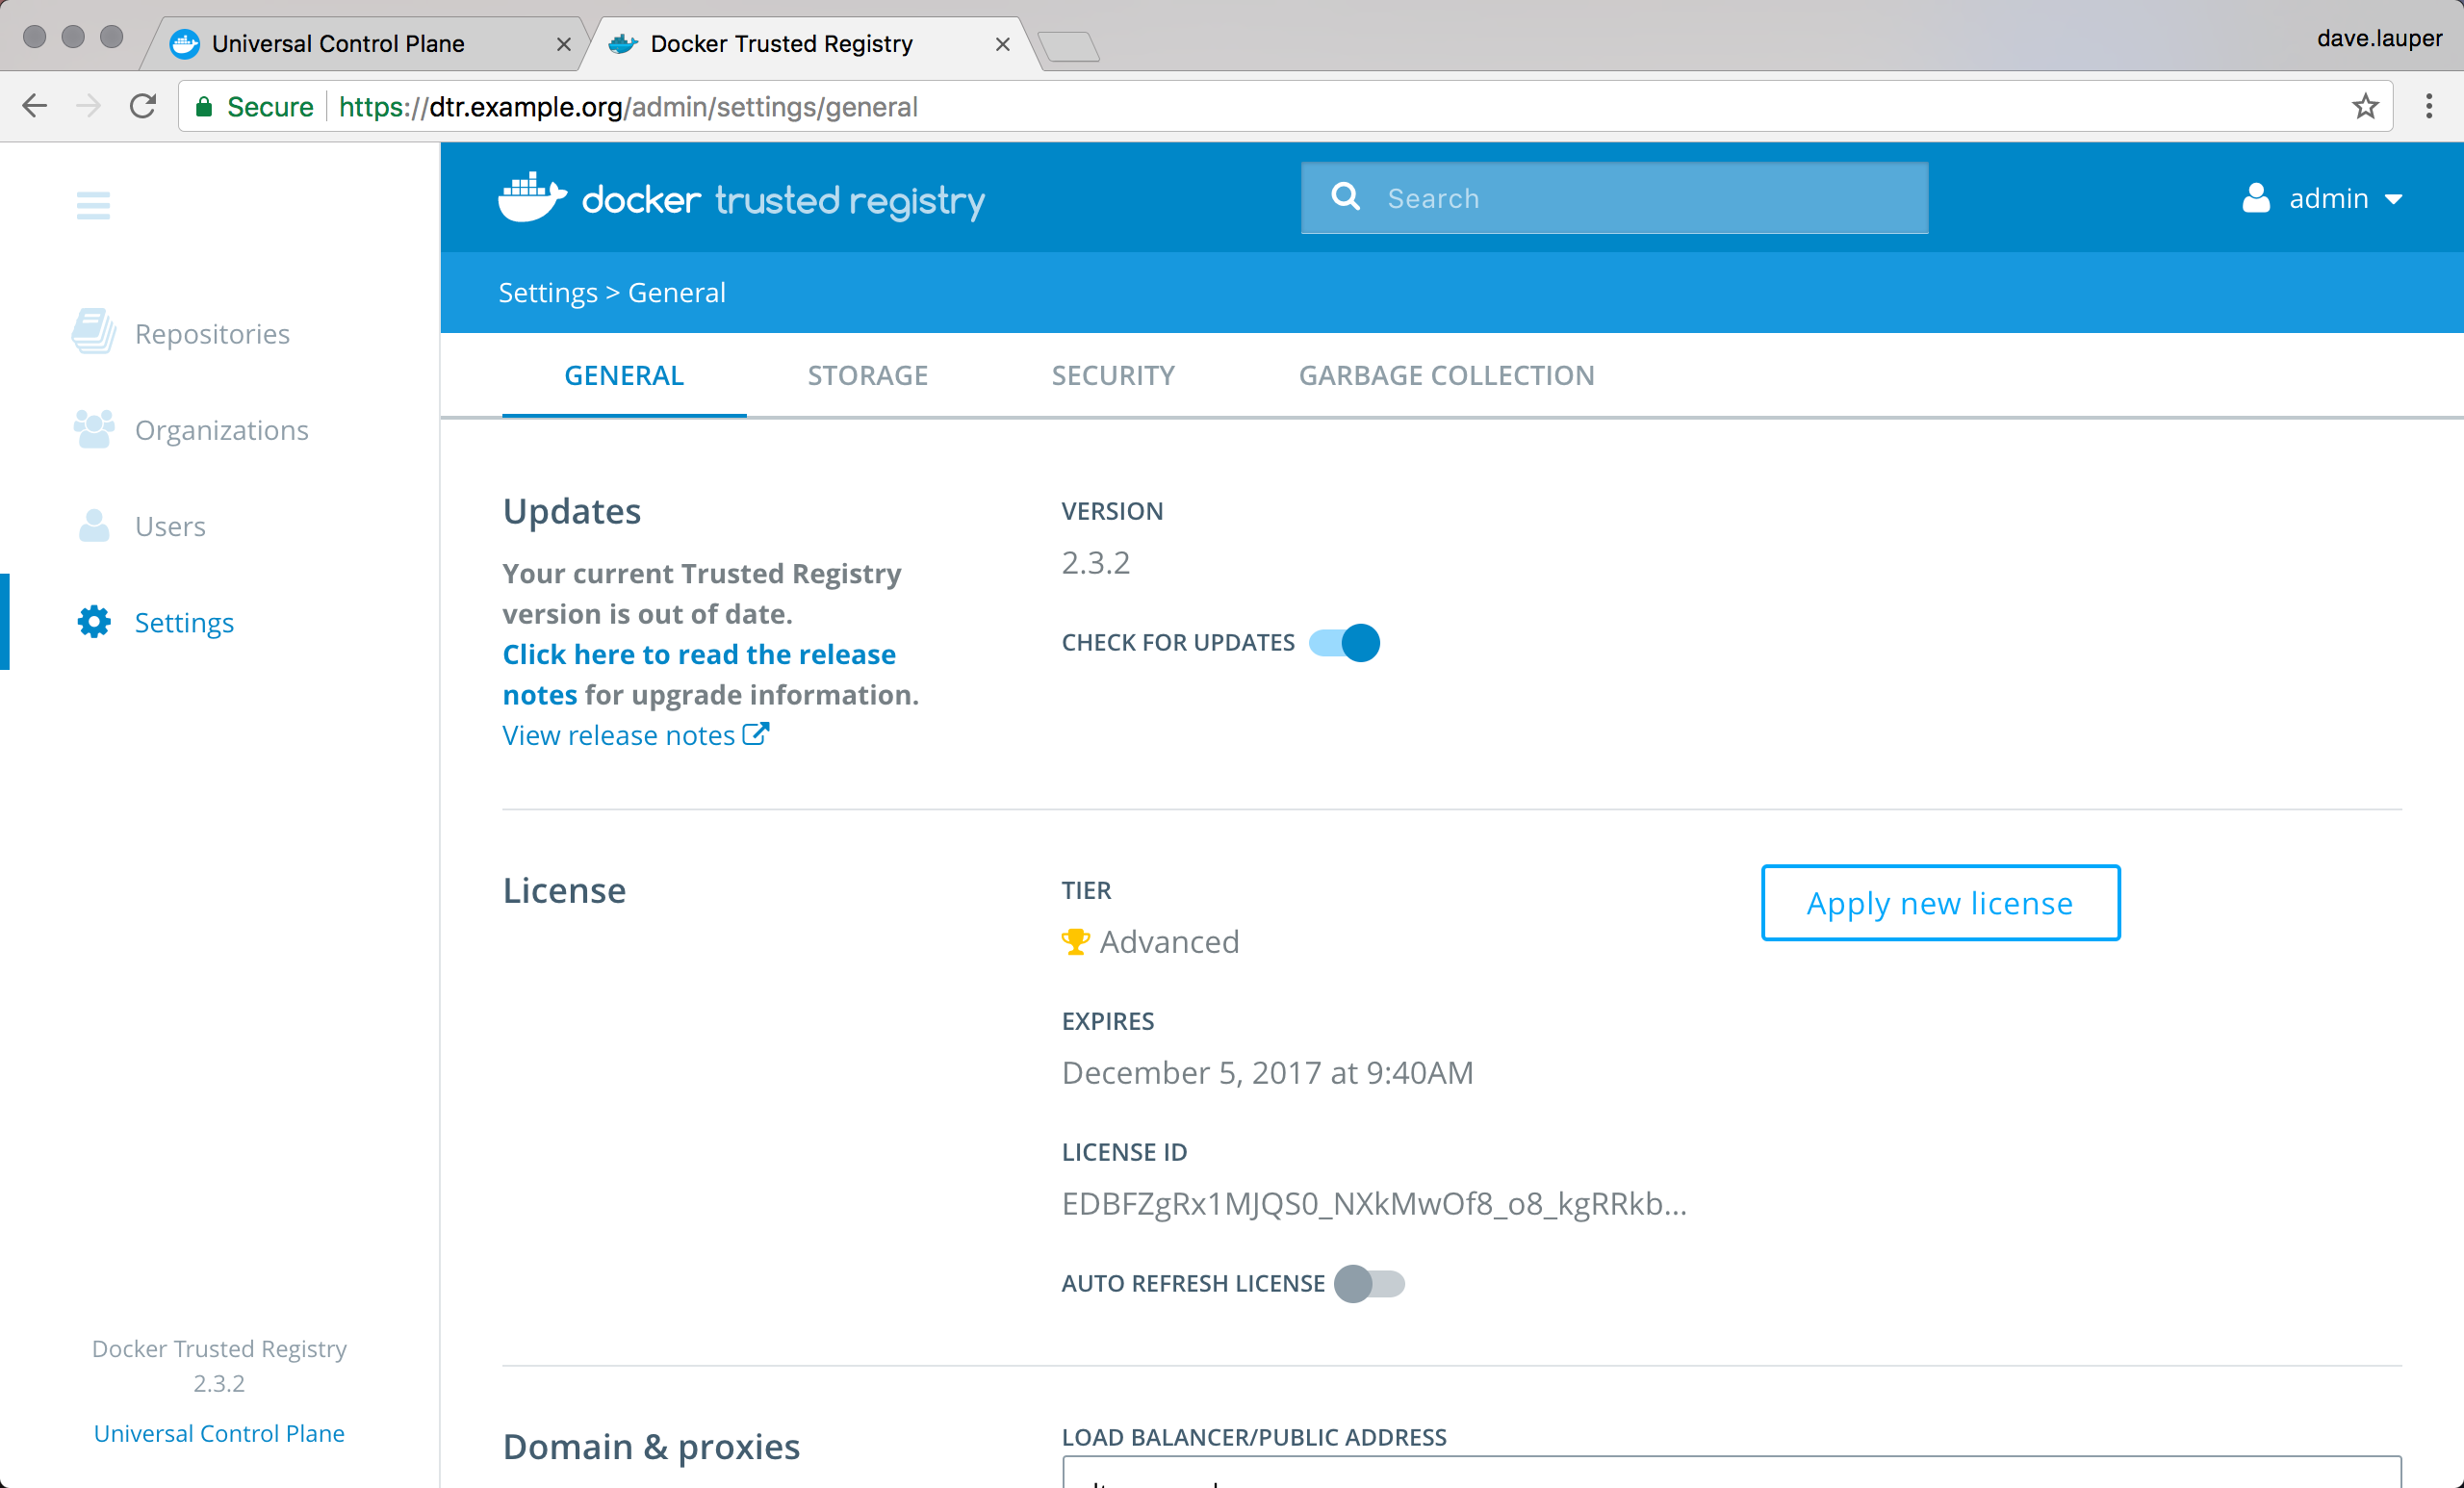 Universal Control Plane
Docker Trusted Registry
dave.lauper
Secure
https://dtr.example.org/admin/settings/general
docker trusted registry
Search
admin
Settings > General
Repositories
Organizations
Users
Settings
GENERAL
STORAGE
SECURITY
GARBAGE COLLECTION
Updates
Your current Trusted Registry
version is out of date.
Click here to read the release
notes for upgrade information.
View release notes
VERSION
2.3.2
CHECK FOR UPDATES
License
TIER
Advanced
Apply new license
EXPIRES
December 5, 2017 at 9:40AM
LICENSE ID
EDBFZgRx1MJQS0_NXkMwOf8_o8_kgRRkb...
AUTO REFRESH LICENSE
Domain & proxies
LOAD BALANCER/PUBLIC ADDRESS
Docker Trusted Registry
2.3.2
Universal Control Plane